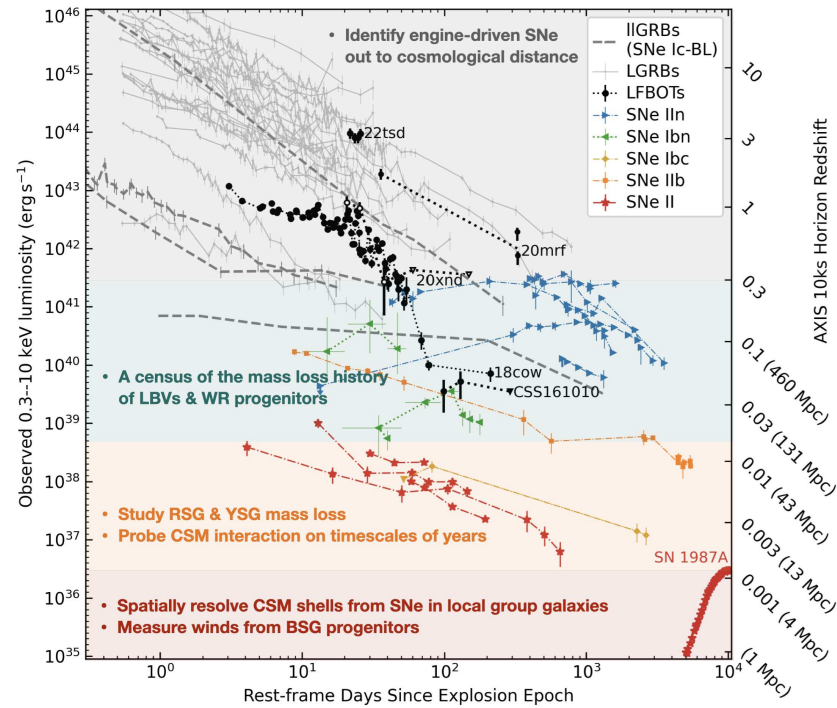 • Identify engine-driven SNe
out to cosmological distance
llGRBs
(SNe Ic-BL)
LGRBs
LFBOTs
SNe IIn
SNe Ibn
SNe Ibc
SNe IIb
SNe II
22tsd
20mrf
20xnd
18cow
CSS161010
• A census of the mass loss history
of LBVs & WR progenitors
• Study RSG & YSG mass loss
• Probe CSM interaction on timescales of years
SN 1987A
• Spatially resolve CSM shells from SNe in local group galaxies
• Measure winds from BSG progenitors
Observed 0.3--10 keV luminosity (erg s⁻¹)
10⁴⁶
10⁴⁵
10⁴⁴
10⁴³
10⁴²
10⁴¹
10⁴⁰
10³⁹
10³⁸
10³⁷
10³⁶
10³⁵
10⁰
10¹
10²
10³
10⁴
Rest-frame Days Since Explosion Epoch
AXIS 10ks Horizon Redshift
10
3
1
0.3
0.1 (460 Mpc)
0.03 (131 Mpc)
0.01 (43 Mpc)
0.003 (13 Mpc)
0.001 (4 Mpc)
(1 Mpc)